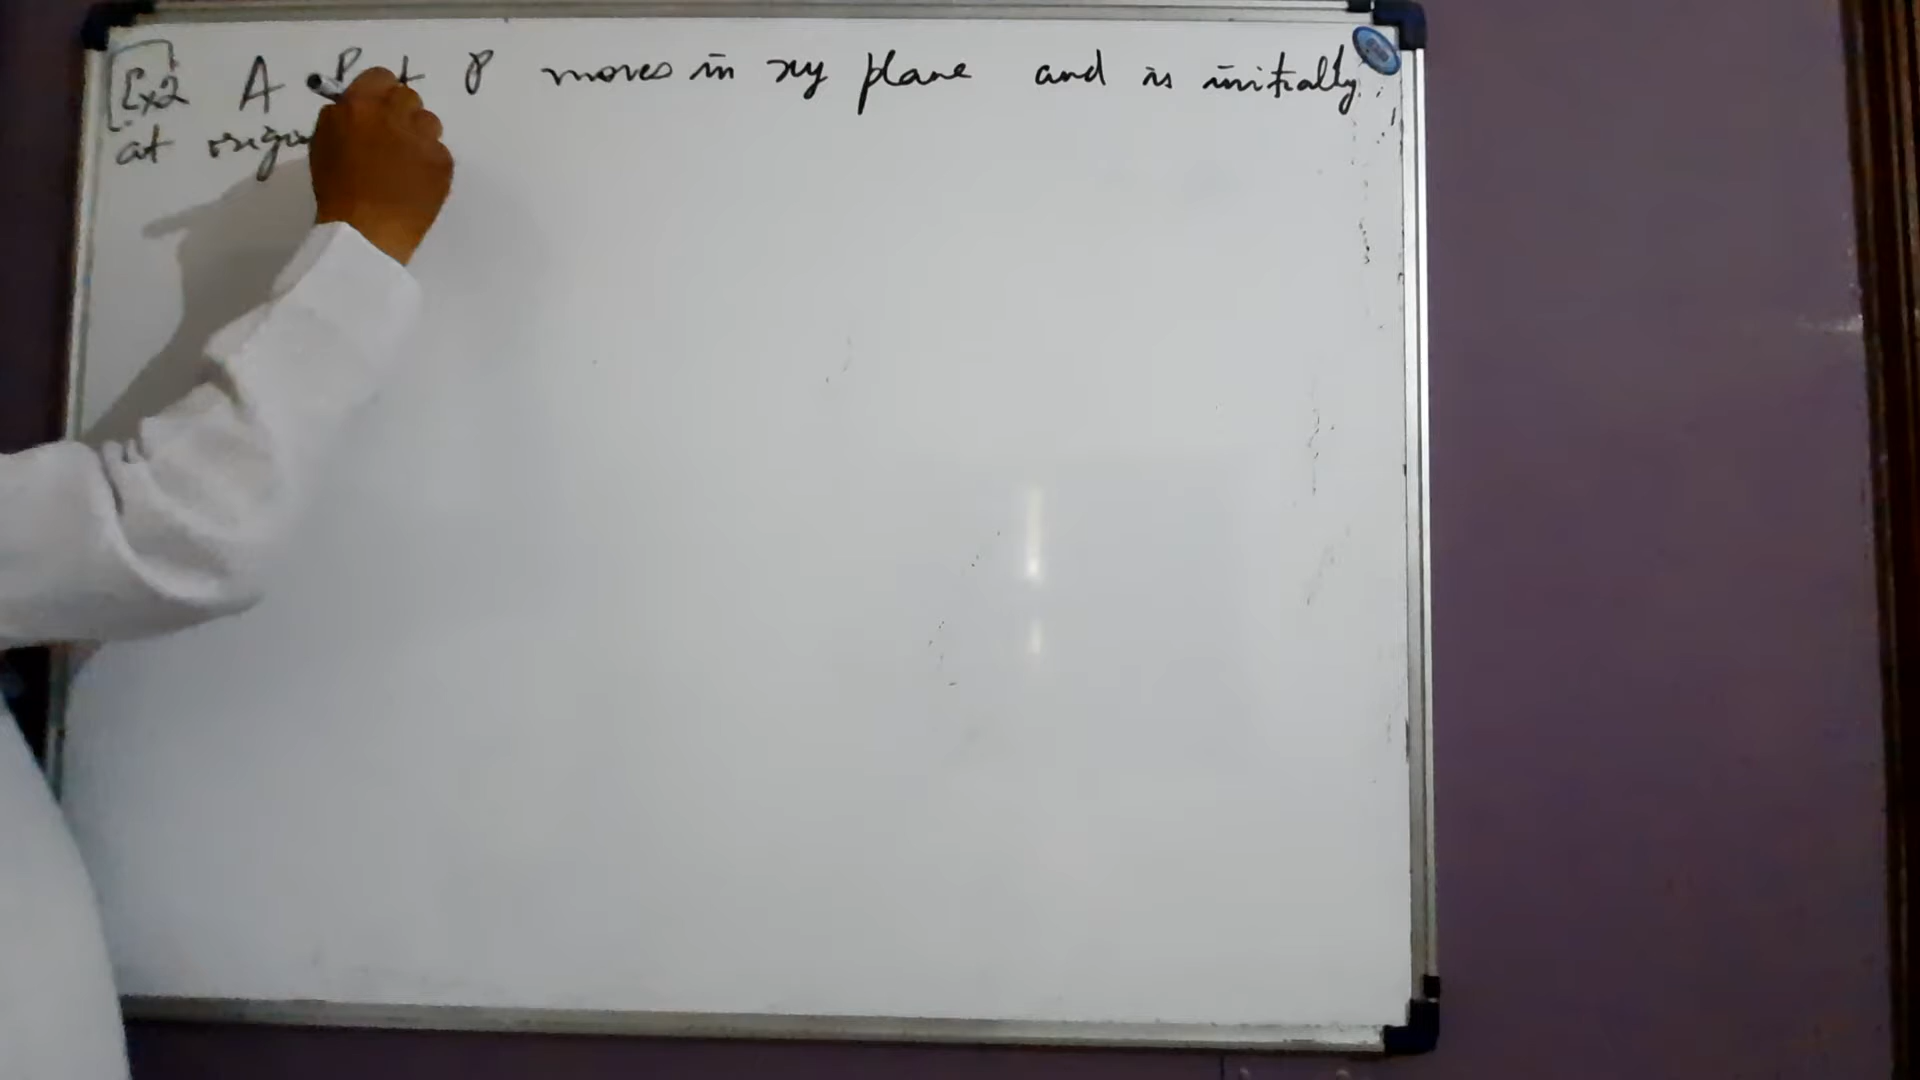 Ex2 A P moves in xy plane and is initially
at